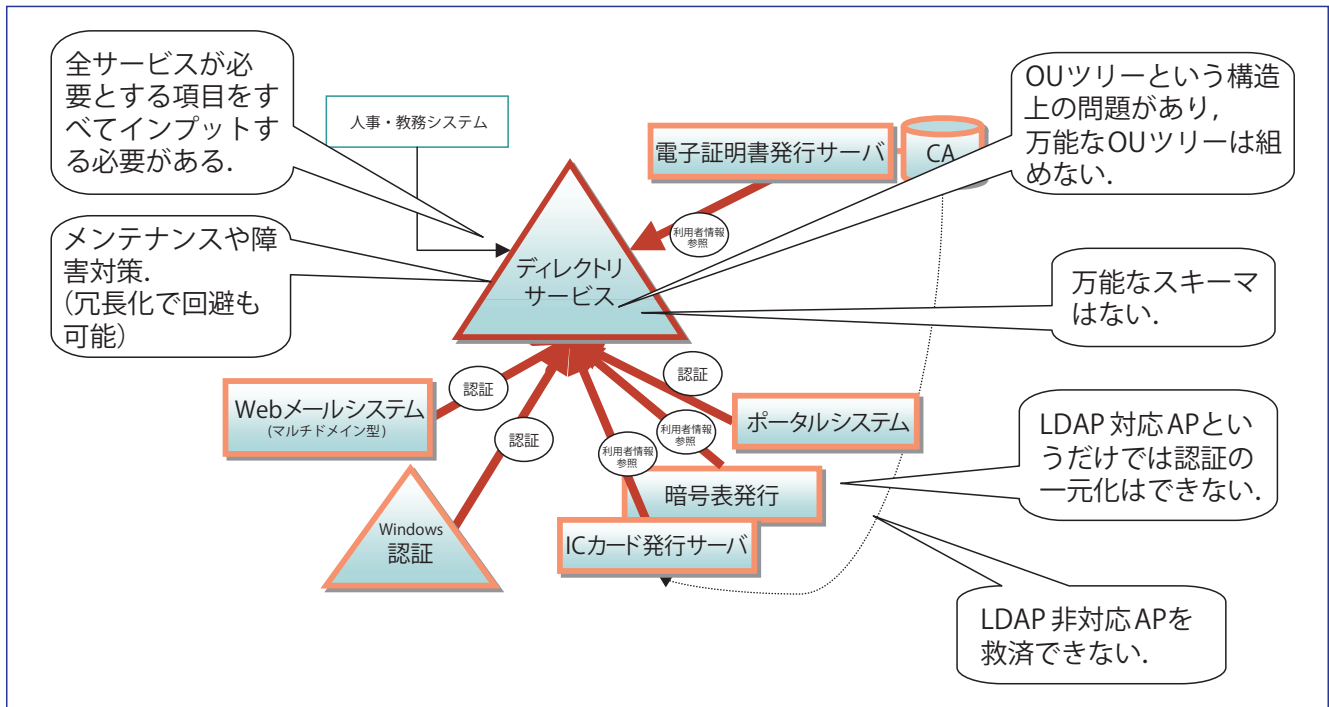 全サービスが必
要とする項目をす
べてインプットす
る必要がある．
人事・教務システム
電子証明書発行サーバ
CA
OUツリーという構造
上の問題があり，
万能なOUツリーは組
めない．
メンテナンスや障
害対策．
(冗長化で回避も
可能)
利用者情報
参照
ディレクトリ
サービス
万能なスキーマ
はない．
認証
認証
Webメールシステム
(マルチドメイン型)
認証
利用者情報
参照
利用者情報
参照
ポータルシステム
LDAP 対応 APとい
うだけでは認証の
一元化はできない．
暗号表発行
Windows
認証
ICカード発行サーバ
LDAP 非対応 APを
救済できない．